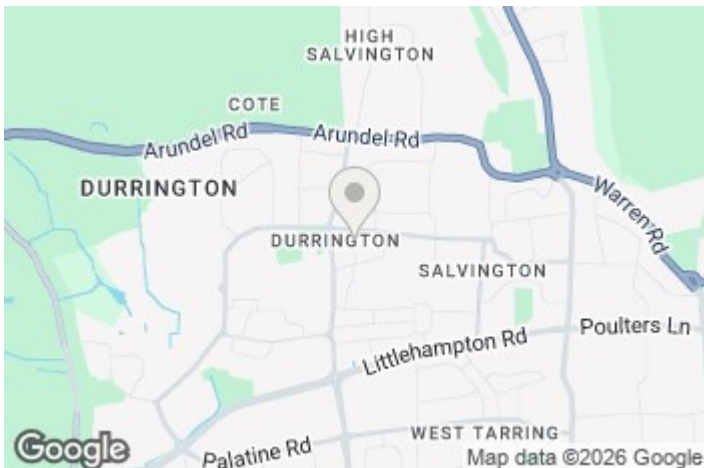 HIGH
SALVINGTON
COTE
Arundel Rd
Arundel Rd
DURRINGTON
Warren Rd
DURRINGTON
SALVINGTON
Poulters Ln
Littlehampton Rd
WEST TARRING
Palatine Rd
Google
Map data ©2026 Google